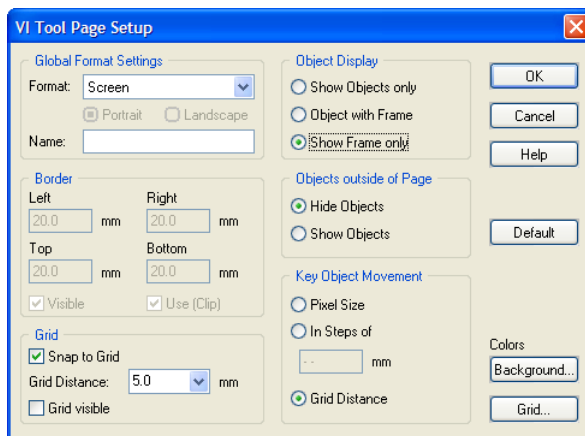 VI Tool Page Setup
Global Format Settings
Format: Screen
Portrait Landscape
Name:
Border
Left Right
20.0 mm 20.0 mm
Top Bottom
20.0 mm 20.0 mm
Visible Use (Clip)
Grid
Snap to Grid
Grid Distance: 5.0 mm
Grid visible
Object Display
Show Objects only
Object with Frame
Show Frame only
Objects outside of Page
Hide Objects
Show Objects
Key Object Movement
Pixel Size
In Steps of
-- mm
Grid Distance
OK
Cancel
Help
Default
Colors
Background...
Grid...